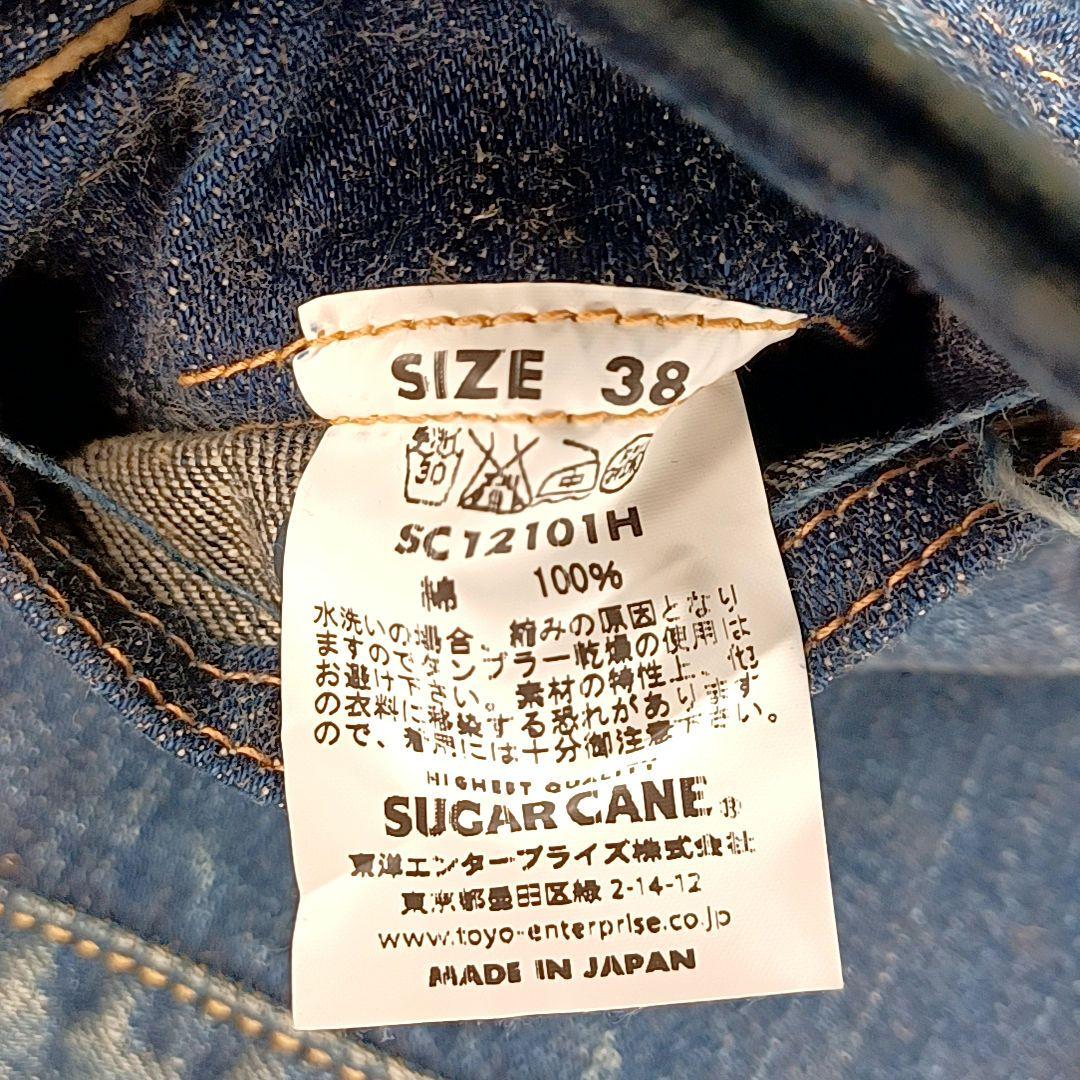 SIZE 38
30
SC12101H
綿 100%
水洗いの場合、縮みの原因となり
ますのでタンブラー乾燥の使用は
お避け下さい。素材の特性上、他
の衣料に移染する恐れがあります
ので、着用には十分御注意下さい。
HIGHEST QUALITY
SUGAR CANE®
東洋エンタープライズ株式会社
東京都墨田区緑 2-14-12
www.toyo-enterprise.co.jp
MADE IN JAPAN